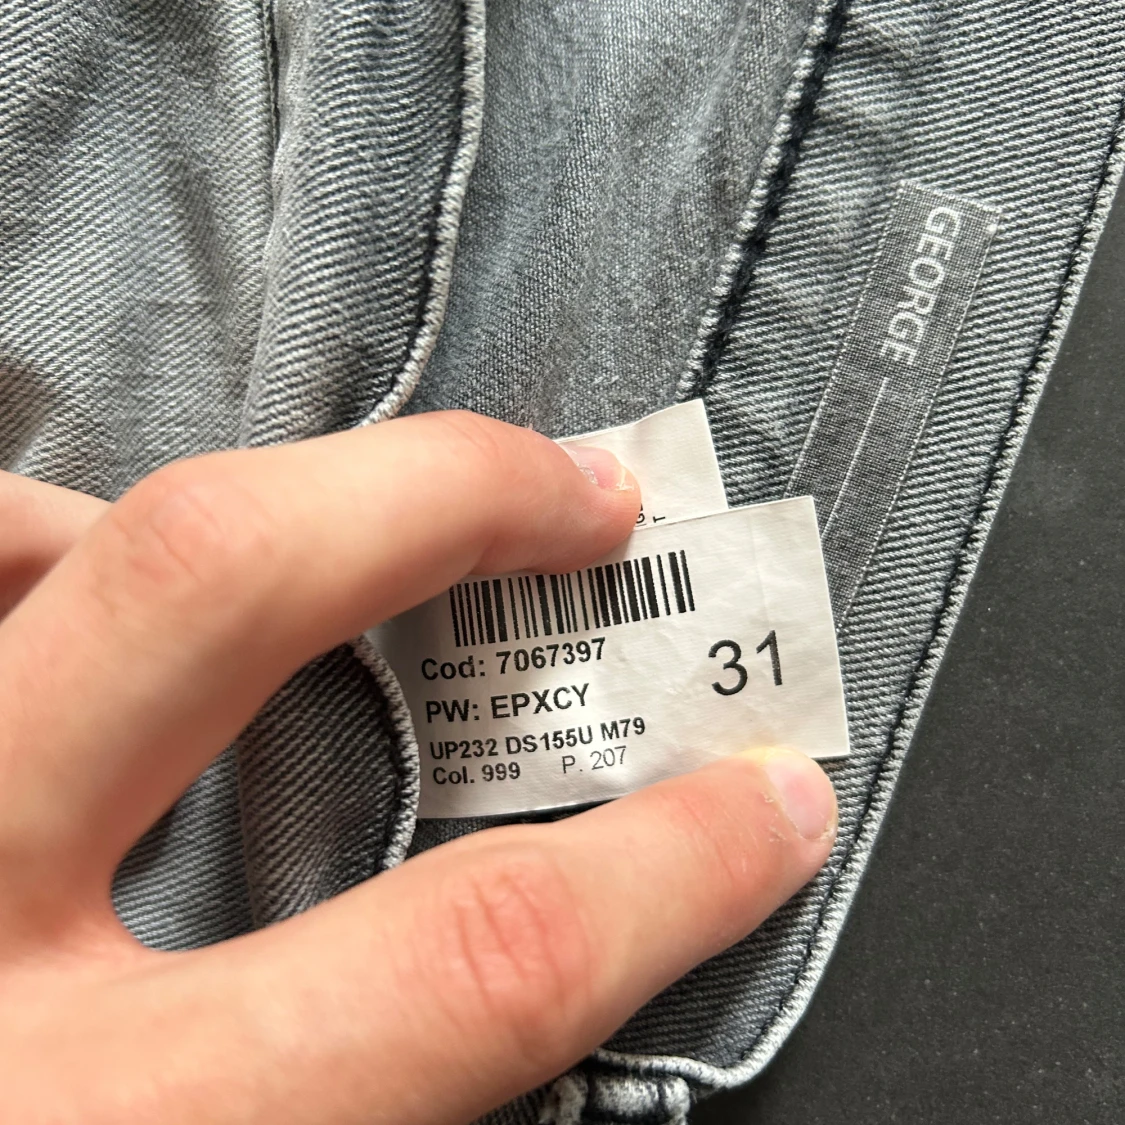 GEORGE
T
Cod: 7067397
31
PW: EPXCY
UP232 DS155U M79
Col. 999 P. 207